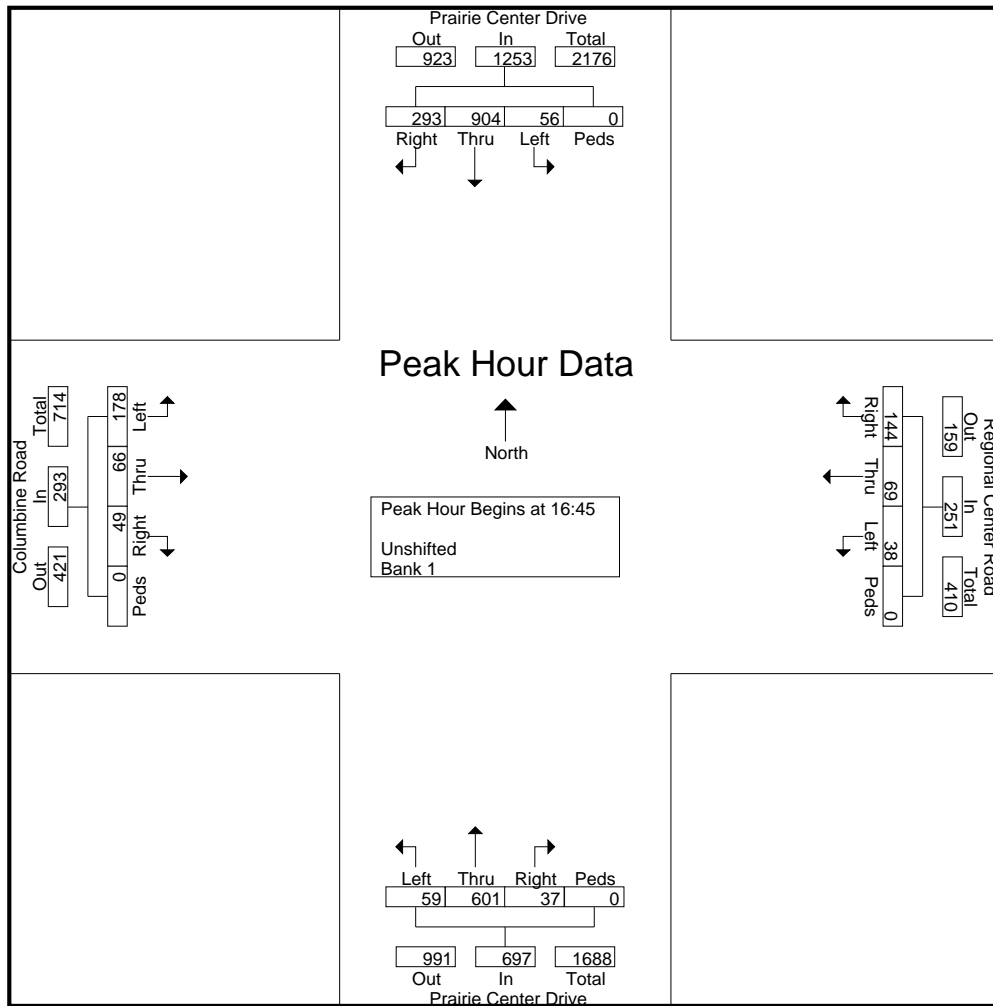 Prairie Center Drive
Out In Total
923 1253 2176
293 904 56 0
Right Thru Left Peds
Peak Hour Data
North
Peak Hour Begins at 16:45
Unshifted
Bank 1
Columbine Road
Out In Total
421 293 714
178 66 49 0
Left Thru Right Peds
Regional Center Road
Out In Total
159 251 410
144 69 38 0
Right Thru Left Peds
Left Thru Right Peds
59 601 37 0
991 697 1688
Out In Total
Prairie Center Drive